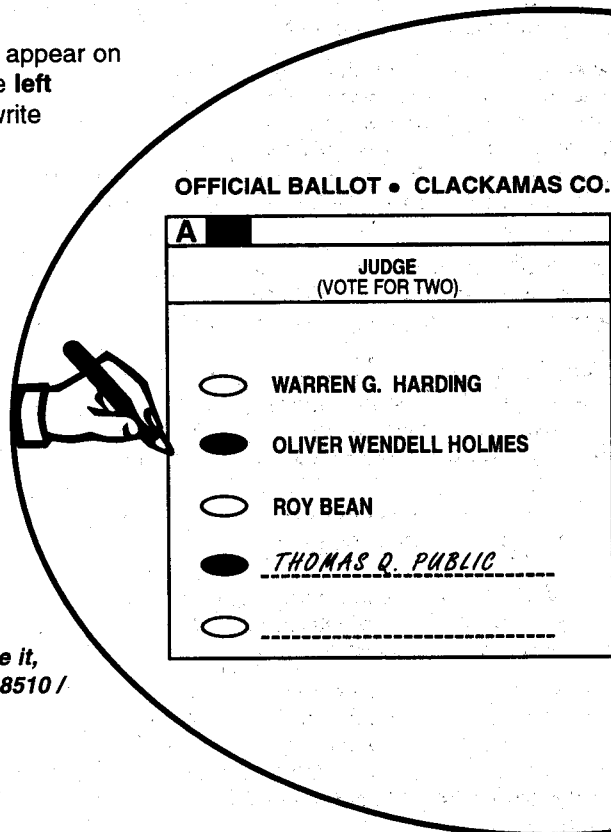 appear on
e left
write
OFFICIAL BALLOT • CLACKAMAS CO.
A
JUDGE
(VOTE FOR TWO)
WARREN G. HARDING
OLIVER WENDELL HOLMES
ROY BEAN
THOMAS Q. PUBLIC
e it,
8510 /